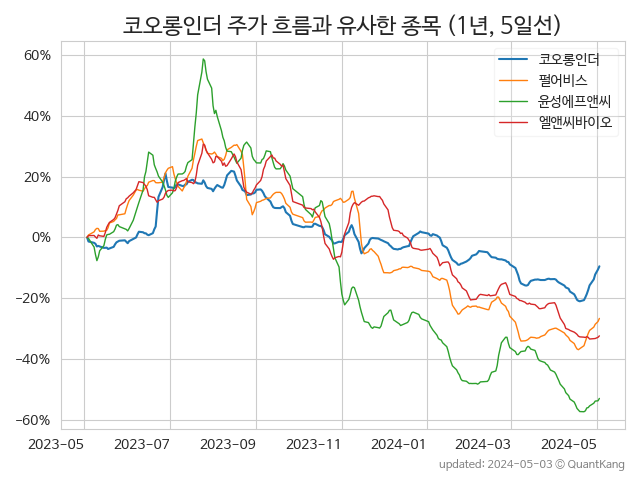 코오롱인더 주가 흐름과 유사한 종목 (1년, 5일선)
코오롱인더
펄어비스
윤성에프앤씨
엘앤씨바이오
60%
40%
20%
0%
−20%
−40%
−60%
2023-05 2023-07 2023-09 2023-11 2024-01 2024-03 2024-05
updated: 2024-05-03 ⓒ QuantKang